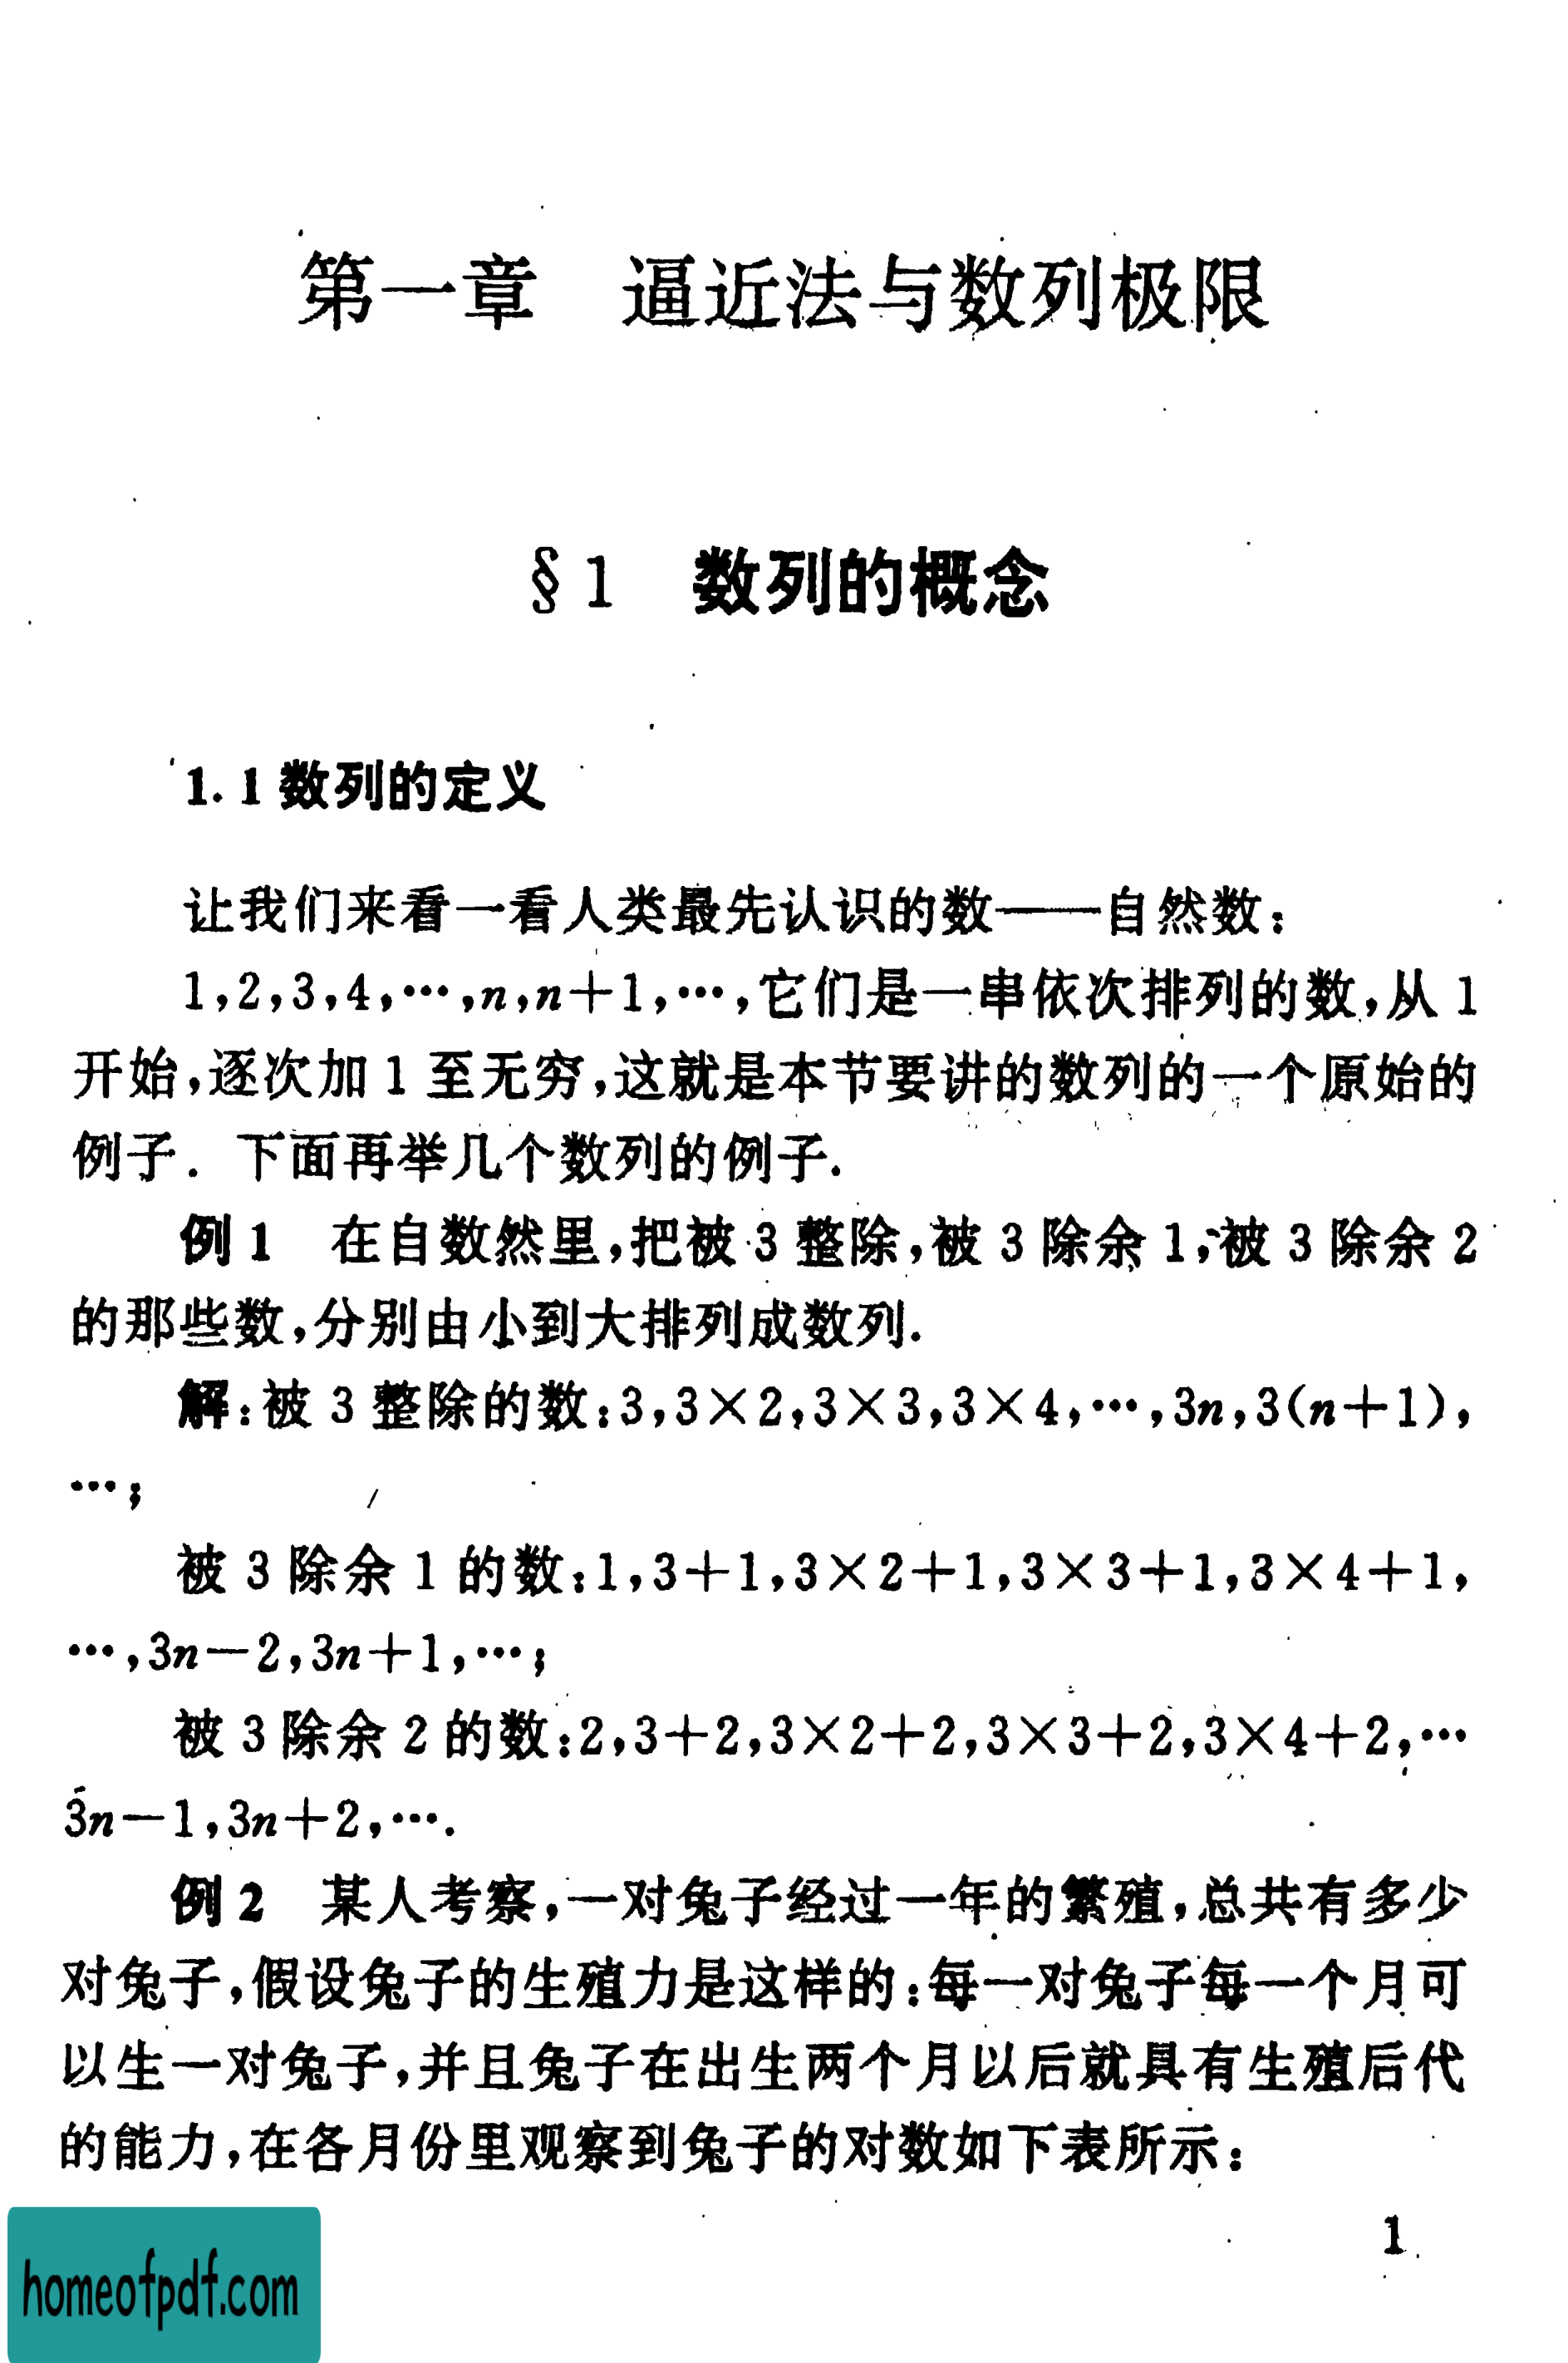 第一章　逼近法与数列极限
§1　数列的概念
1.1 数列的定义
让我们来看一看人类最先认识的数——自然数：
1,2,3,4,…,n,n+1,…,它们是一串依次排列的数,从 1
开始,逐次加 1 至无穷,这就是本节要讲的数列的一个原始的
例子. 下面再举几个数列的例子.
例 1　在自数然里,把被 3 整除,被 3 除余 1,被 3 除余 2
的那些数,分别由小到大排列成数列.
解:被 3 整除的数:3,3×2,3×3,3×4,…,3n,3(n+1),
…;
被 3 除余 1 的数:1,3+1,3×2+1,3×3+1,3×4+1,
…,3n−2,3n+1,…;
被 3 除余 2 的数:2,3+2,3×2+2,3×3+2,3×4+2,…
3n−1,3n+2,….
例 2　某人考察,一对兔子经过一年的繁殖,总共有多少
对兔子,假设兔子的生殖力是这样的:每一对兔子每一个月可
以生一对兔子,并且兔子在出生两个月以后就具有生殖后代
的能力,在各月份里观察到兔子的对数如下表所示:
1
homeofpdf.com